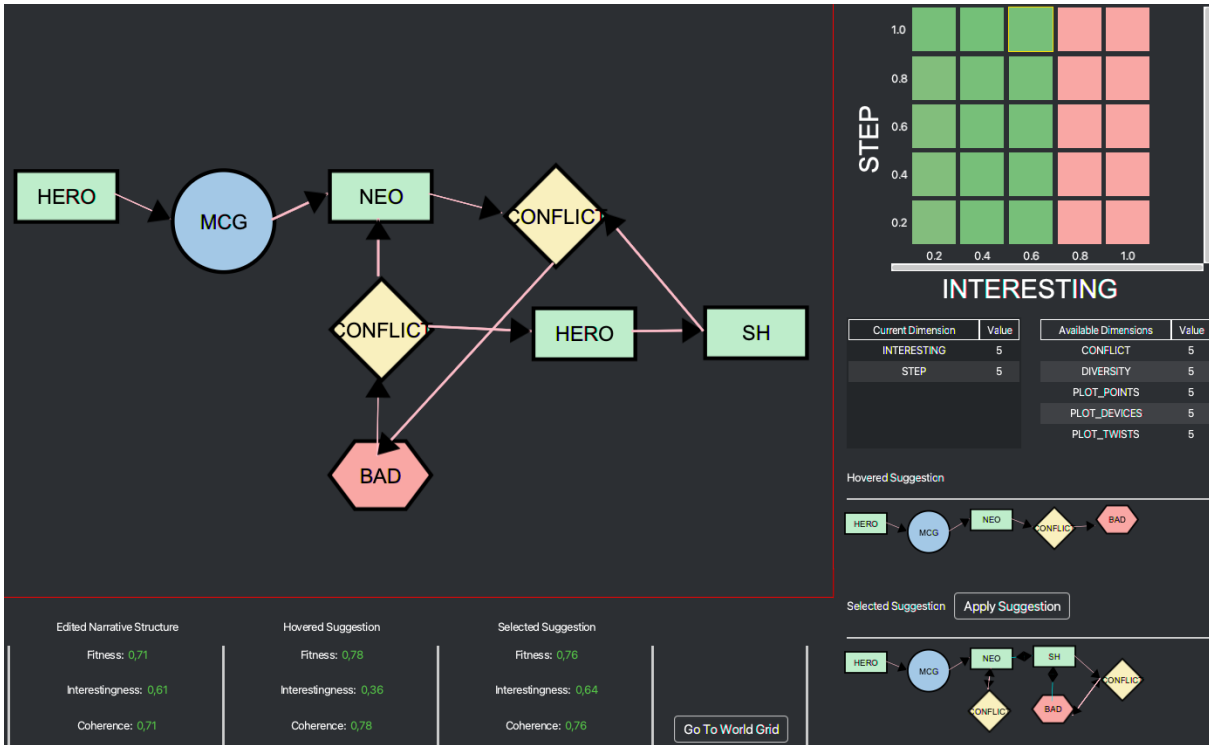 HERO
MCG
NEO
CONFLICT
CONFLICT
HERO
SH
BAD
STEP
1.0
0.8
0.6
0.4
0.2
0.2 0.4 0.6 0.8 1.0
INTERESTING
Current Dimension Value
INTERESTING 5
STEP 5
Available Dimensions Value
CONFLICT 5
DIVERSITY 5
PLOT_POINTS 5
PLOT_DEVICES 5
PLOT_TWISTS 5
Hovered Suggestion
HERO
MCG
NEO
CONFLIC
BAD
Selected Suggestion Apply Suggestion
HERO
MCG
NEO
SH
CONFLIC
CONFLICT
BAD
Edited Narrative Structure
Fitness: 0,71
Interestingness: 0,61
Coherence: 0,71
Hovered Suggestion
Fitness: 0,78
Interestingness: 0,36
Coherence: 0,78
Selected Suggestion
Fitness: 0,76
Interestingness: 0,64
Coherence: 0,76
Go To World Grid